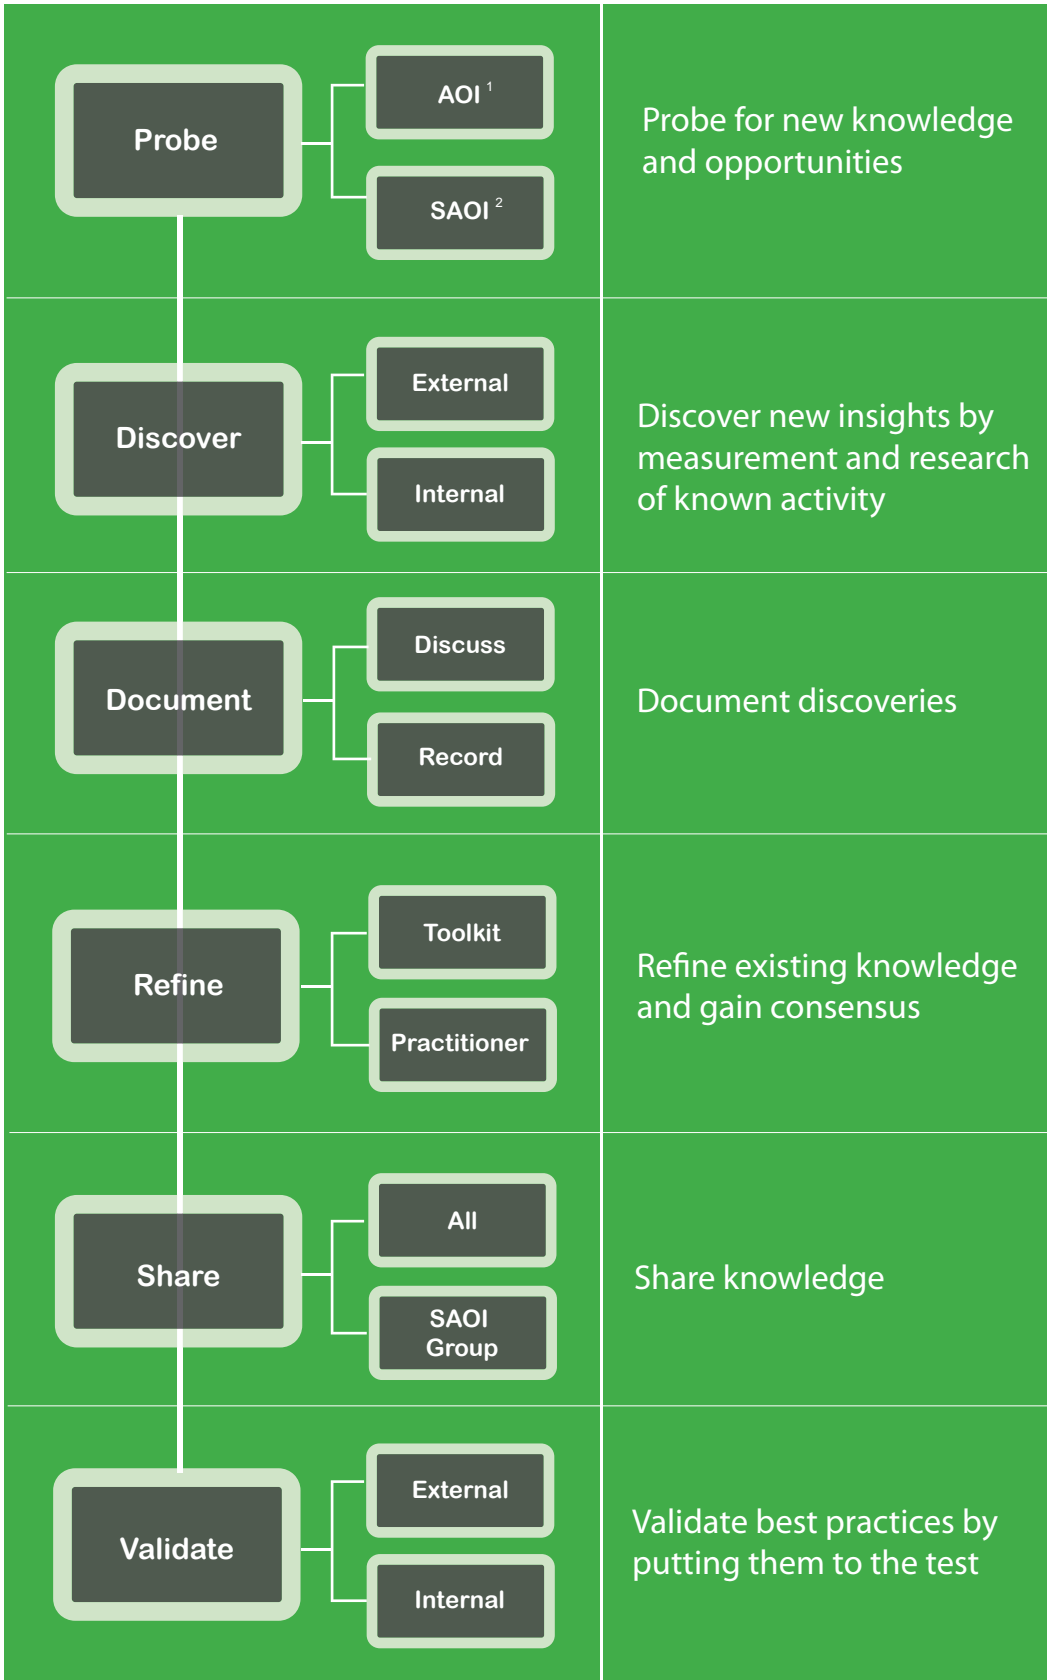 Probe
AOI 1
SAOI 2
Probe for new knowledge
and opportunities
Discover
External
Internal
Discover new insights by
measurement and research
of known activity
Document
Discuss
Record
Document discoveries
Refine
Toolkit
Practitioner
Refine existing knowledge
and gain consensus
Share
All
SAOI
Group
Share knowledge
Validate
External
Internal
Validate best practices by
putting them to the test